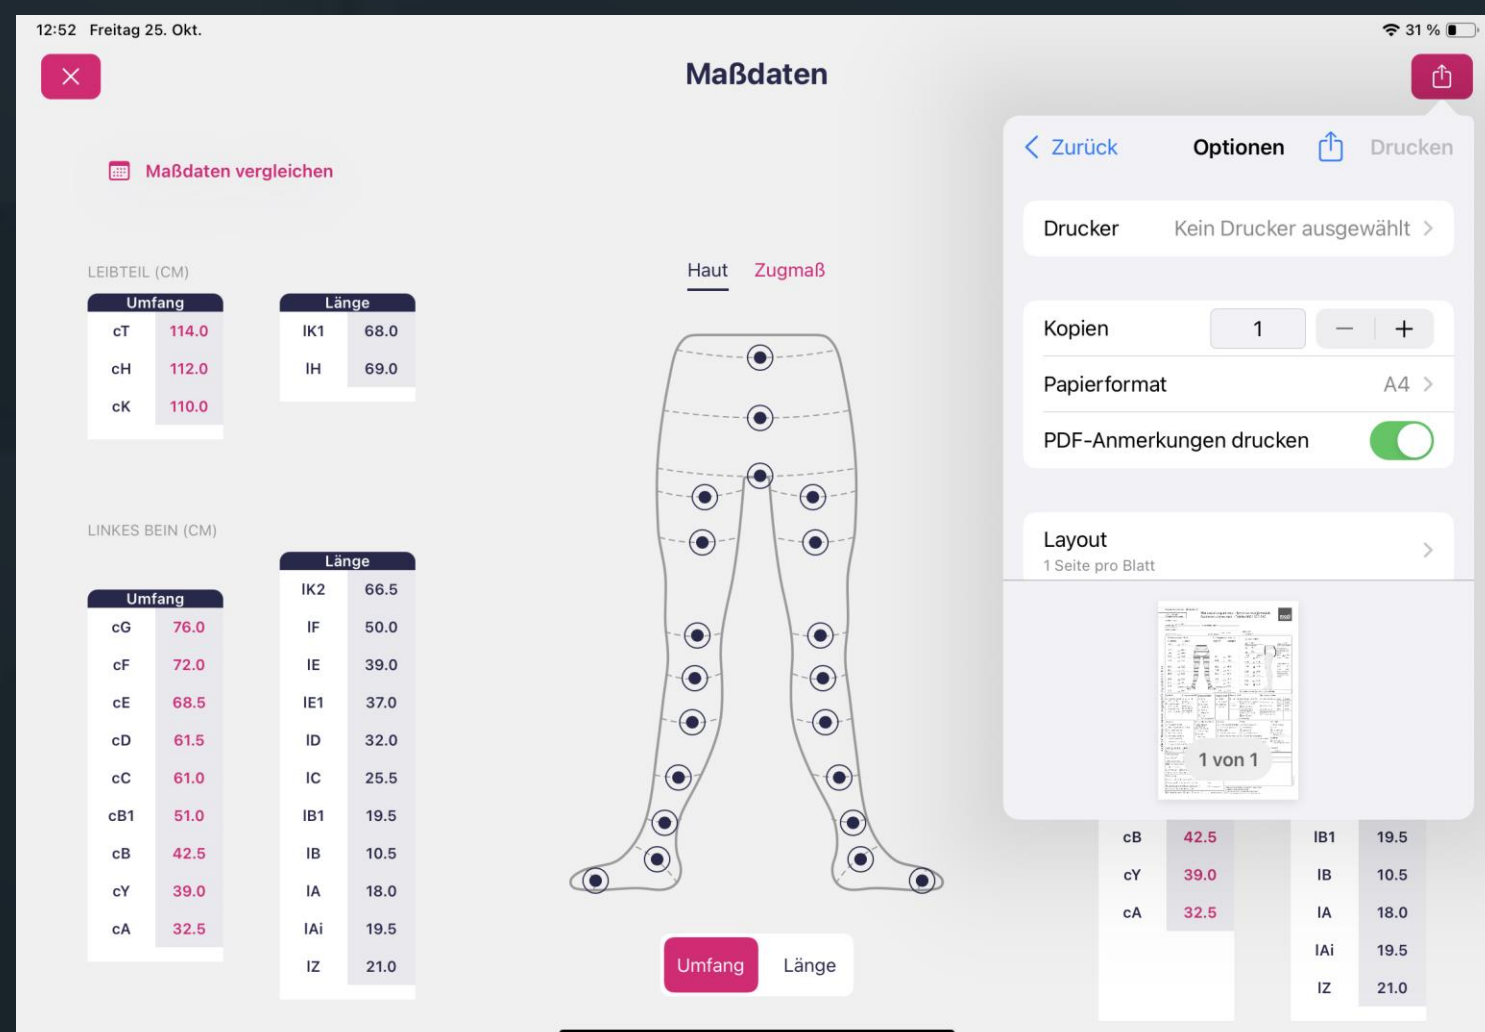 12:52 Freitag 25. Okt.
31 %
Maßdaten
Maßdaten vergleichen
LEIBTEIL (CM)
Umfang
cT 114.0
cH 112.0
cK 110.0
Länge
lK1 68.0
lH 69.0
LINKES BEIN (CM)
Umfang
cG 76.0
cF 72.0
cE 68.5
cD 61.5
cC 61.0
cB1 51.0
cB 42.5
cY 39.0
cA 32.5
Länge
lK2 66.5
lF 50.0
lE 39.0
lE1 37.0
lD 32.0
lC 25.5
lB1 19.5
lB 10.5
lA 18.0
lAi 19.5
lZ 21.0
Haut Zugmaß
Umfang Länge
Zurück Optionen Drucken
Drucker Kein Drucker ausgewählt
Kopien 1 − +
Papierformat A4
PDF-Anmerkungen drucken
Layout
1 Seite pro Blatt
1 von 1
cB 42.5
cY 39.0
cA 32.5
lB1 19.5
lB 10.5
lA 18.0
lAi 19.5
lZ 21.0